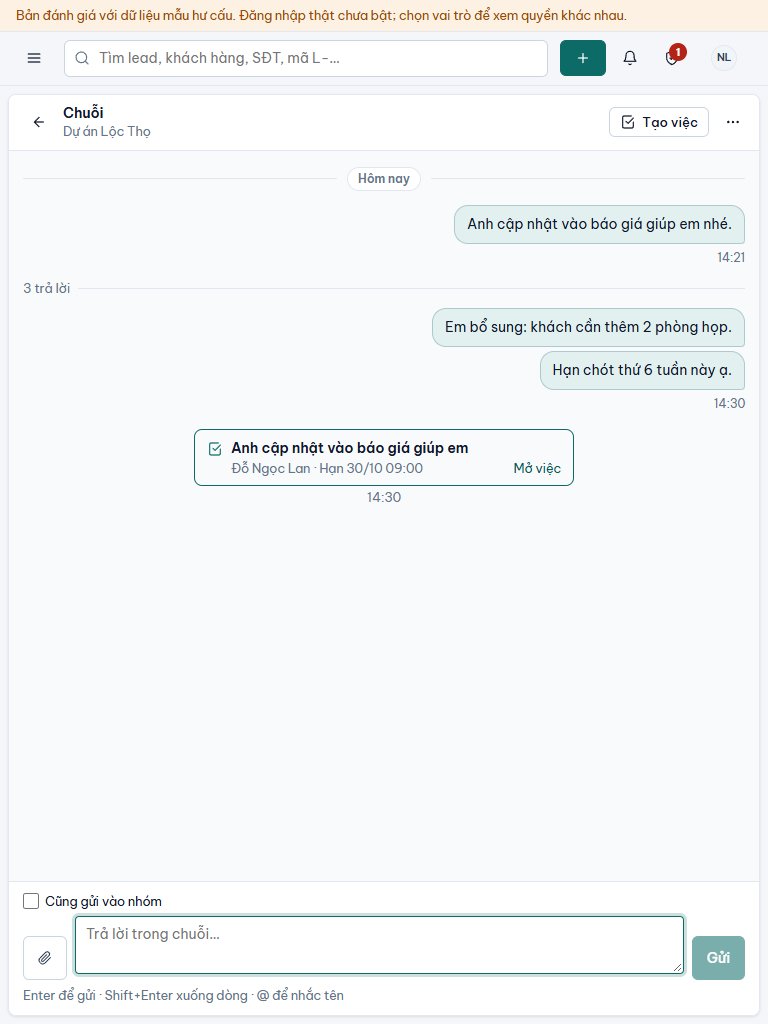 Bản đánh giá với dữ liệu mẫu hư cấu. Đăng nhập thật chưa bật; chọn vai trò để xem quyền khác nhau.
Tìm lead, khách hàng, SĐT, mã L-...
1
NL
Chuỗi
Dự án Lộc Thọ
Tạo việc
Hôm nay
Anh cập nhật vào báo giá giúp em nhé.
14:21
3 trả lời
Em bổ sung: khách cần thêm 2 phòng họp.
Hạn chót thứ 6 tuần này ạ.
14:30
Anh cập nhật vào báo giá giúp em
Đỗ Ngọc Lan · Hạn 30/10 09:00
Mở việc
14:30
Cũng gửi vào nhóm
Trả lời trong chuỗi...
Gửi
Enter để gửi · Shift+Enter xuống dòng · @ để nhắc tên